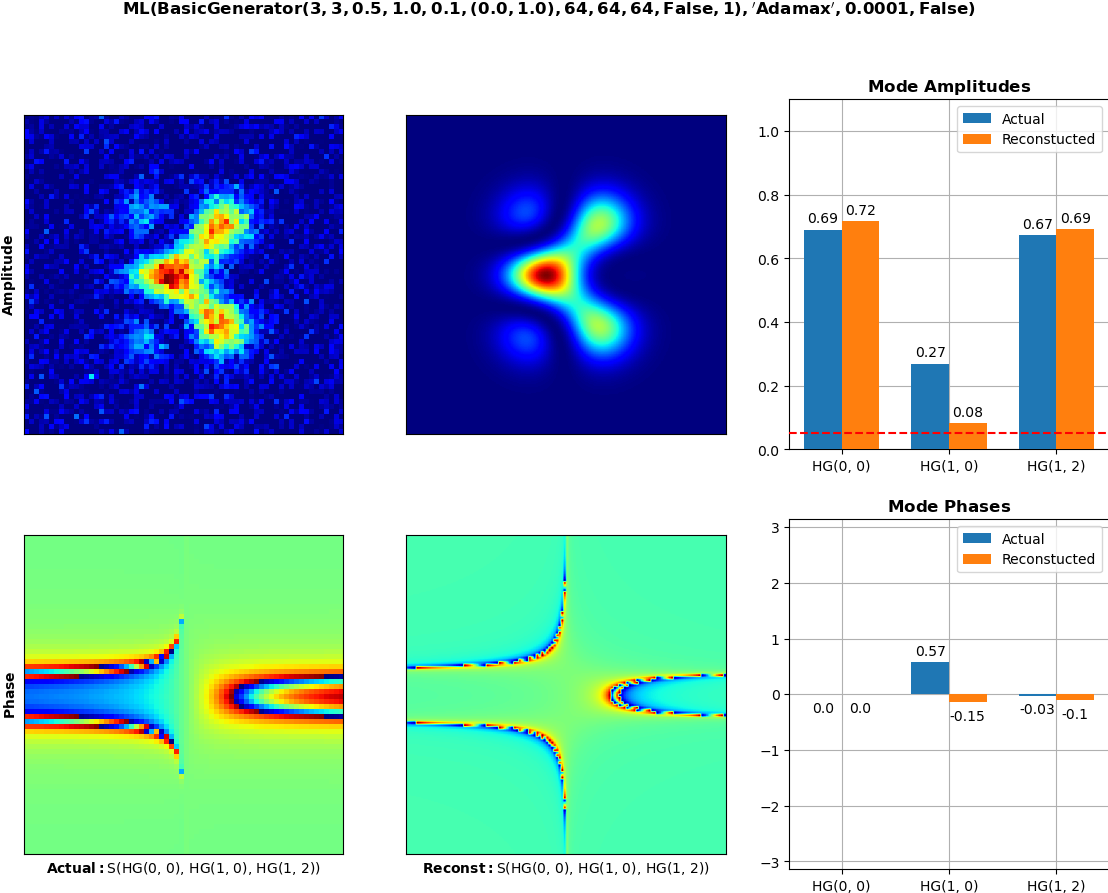 ML(BasicGenerator(3, 3, 0.5, 1.0, 0.1, (0.0, 1.0), 64, 64, 64, False, 1), ′Adamax′, 0.0001, False)
Amplitude
Mode Amplitudes
Actual
Reconstucted
1.0
0.8
0.6
0.4
0.2
0.0
0.69
0.72
0.27
0.08
0.67
0.69
HG(0, 0)
HG(1, 0)
HG(1, 2)
Phase
Actual: S(HG(0, 0), HG(1, 0), HG(1, 2))
Reconst: S(HG(0, 0), HG(1, 0), HG(1, 2))
Mode Phases
Actual
Reconstucted
3
2
1
0
−1
−2
−3
0.0
0.0
0.57
-0.15
-0.03
-0.1
HG(0, 0)
HG(1, 0)
HG(1, 2)